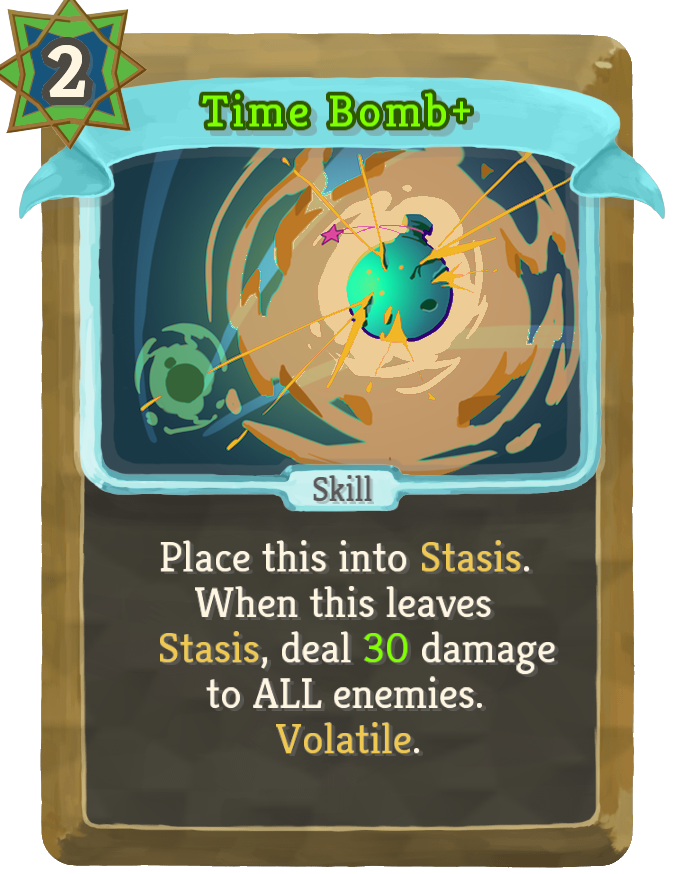 2
Time Bomb+
Skill
Place this into Stasis.
When this leaves
Stasis, deal 30 damage
to ALL enemies.
Volatile.